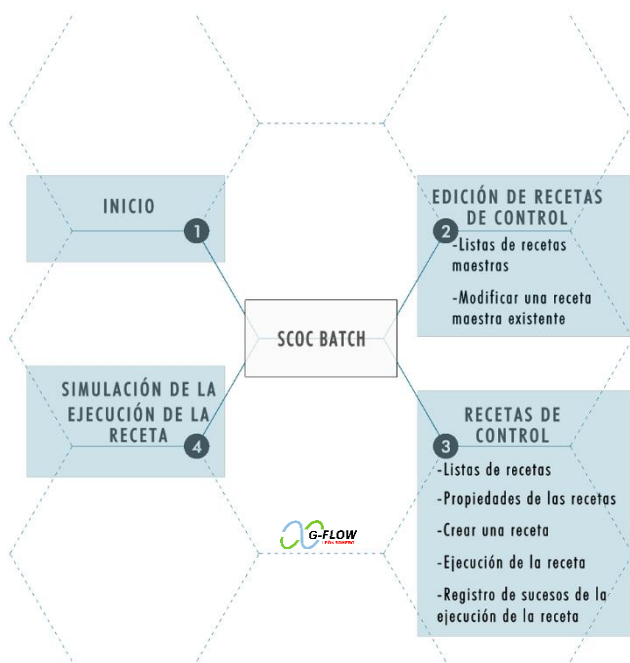 INICIO
1
EDICIÓN DE RECETAS
DE CONTROL
2
-Listas de recetas
maestras
-Modificar una receta
maestra existente
SCOC BATCH
SIMULACIÓN DE LA
EJECUCIÓN DE LA
RECETA
4
RECETAS DE
CONTROL
3
-Listas de recetas
-Propiedades de las recetas
-Crear una receta
-Ejecución de la receta
-Registro de sucesos de la
ejecución de la receta
G-FLOW
LEÓN ROMERO